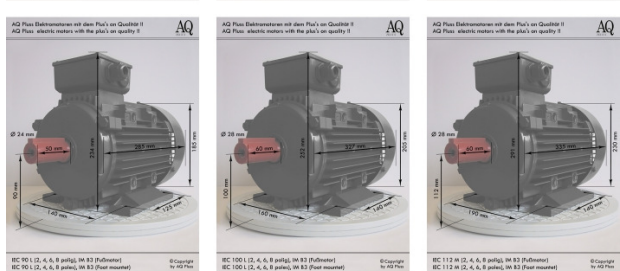 AQ Pluss Elektromotoren mit dem Plus's an Qualität !!
AQ Pluss electric motors with the plus's on quality !!
AQ
Ø 24 mm
50 mm
234 mm
285 mm
185 mm
90 mm
140 mm
125 mm
IEC 90 L (2, 4, 6, 8 polig), IM B3 (Fußmotor)
IEC 90 L (2, 4, 6, 8 poles), IM B3 (Foot mountet)
© Copyright
by AQ Pluss
AQ Pluss Elektromotoren mit dem Plus's an Qualität !!
AQ Pluss electric motors with the plus's on quality !!
AQ
Ø 28 mm
60 mm
252 mm
327 mm
205 mm
100 mm
160 mm
140 mm
IEC 100 L (2, 4, 6, 8 polig), IM B3 (Fußmotor)
IEC 100 L (2, 4, 6, 8 poles), IM B3 (Foot mountet)
© Copyright
by AQ Pluss
AQ Pluss Elektromotoren mit dem Plus's an Qualität !!
AQ Pluss electric motors with the plus's on quality !!
AQ
Ø 28 mm
60 mm
291 mm
230 mm
112 mm
190 mm
140 mm
IEC 112 M (2, 4, 6, 8 polig), IM B3 (Fußmotor)
IEC 112 M (2, 4, 6, 8 poles), IM B3 (Foot mountet)
© Copyright
by AQ Pluss